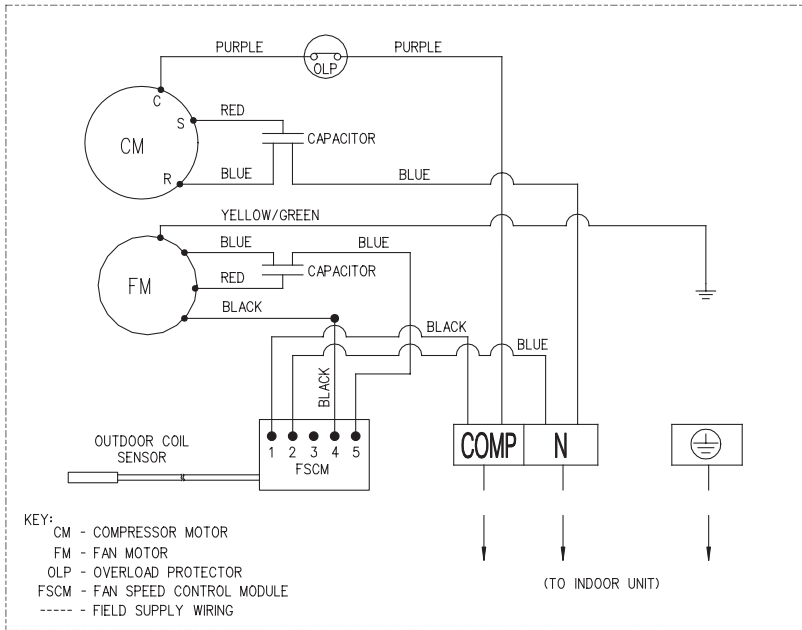 PURPLE
PURPLE
OLP
C
S
RED
CM
CAPACITOR
R
BLUE
BLUE
YELLOW/GREEN
BLUE
BLUE
CAPACITOR
FM
RED
BLACK
BLACK
BLUE
BLACK
OUTDOOR COIL
SENSOR
1 2 3 4 5
FSCM
COMP N
KEY:
CM - COMPRESSOR MOTOR
FM - FAN MOTOR
OLP - OVERLOAD PROTECTOR
FSCM - FAN SPEED CONTROL MODULE
----- - FIELD SUPPLY WIRING
(TO INDOOR UNIT)